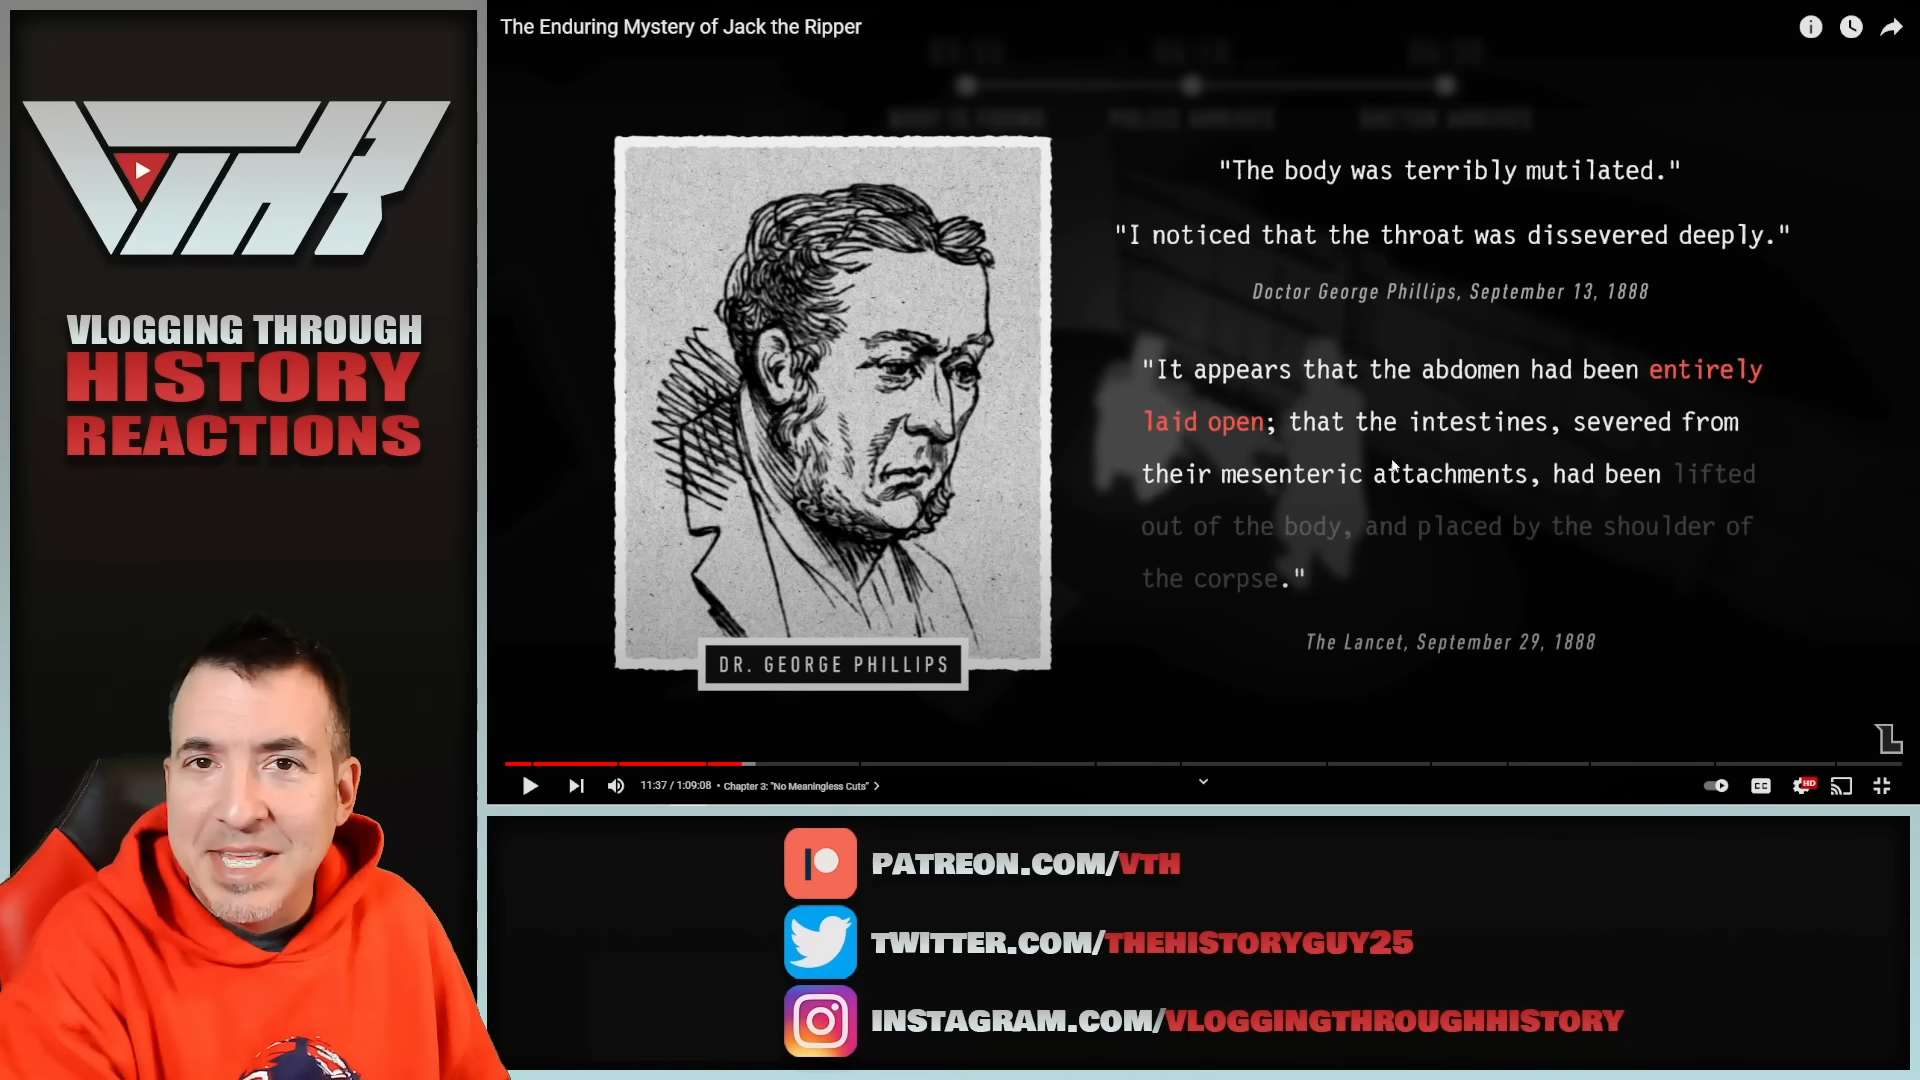 The Enduring Mystery of Jack the Ripper
VTHR
VLOGGING THROUGH
HISTORY
REACTIONS
"The body was terribly mutilated."
"I noticed that the throat was dissevered deeply."
Doctor George Phillips, September 13, 1888
"It appears that the abdomen had been entirely
laid open; that the intestines, severed from
their mesenteric attachments, had been lifted
out of the body, and placed by the shoulder of
the corpse."
The Lancet, September 29, 1888
DR. GEORGE PHILLIPS
11:37 / 1:09:08 • Chapter 3: "No Meaningless Cuts"
CC
HD
PATREON.COM/VTH
TWITTER.COM/THEHISTORYGUY25
INSTAGRAM.COM/VLOGGINGTHROUGHHISTORY